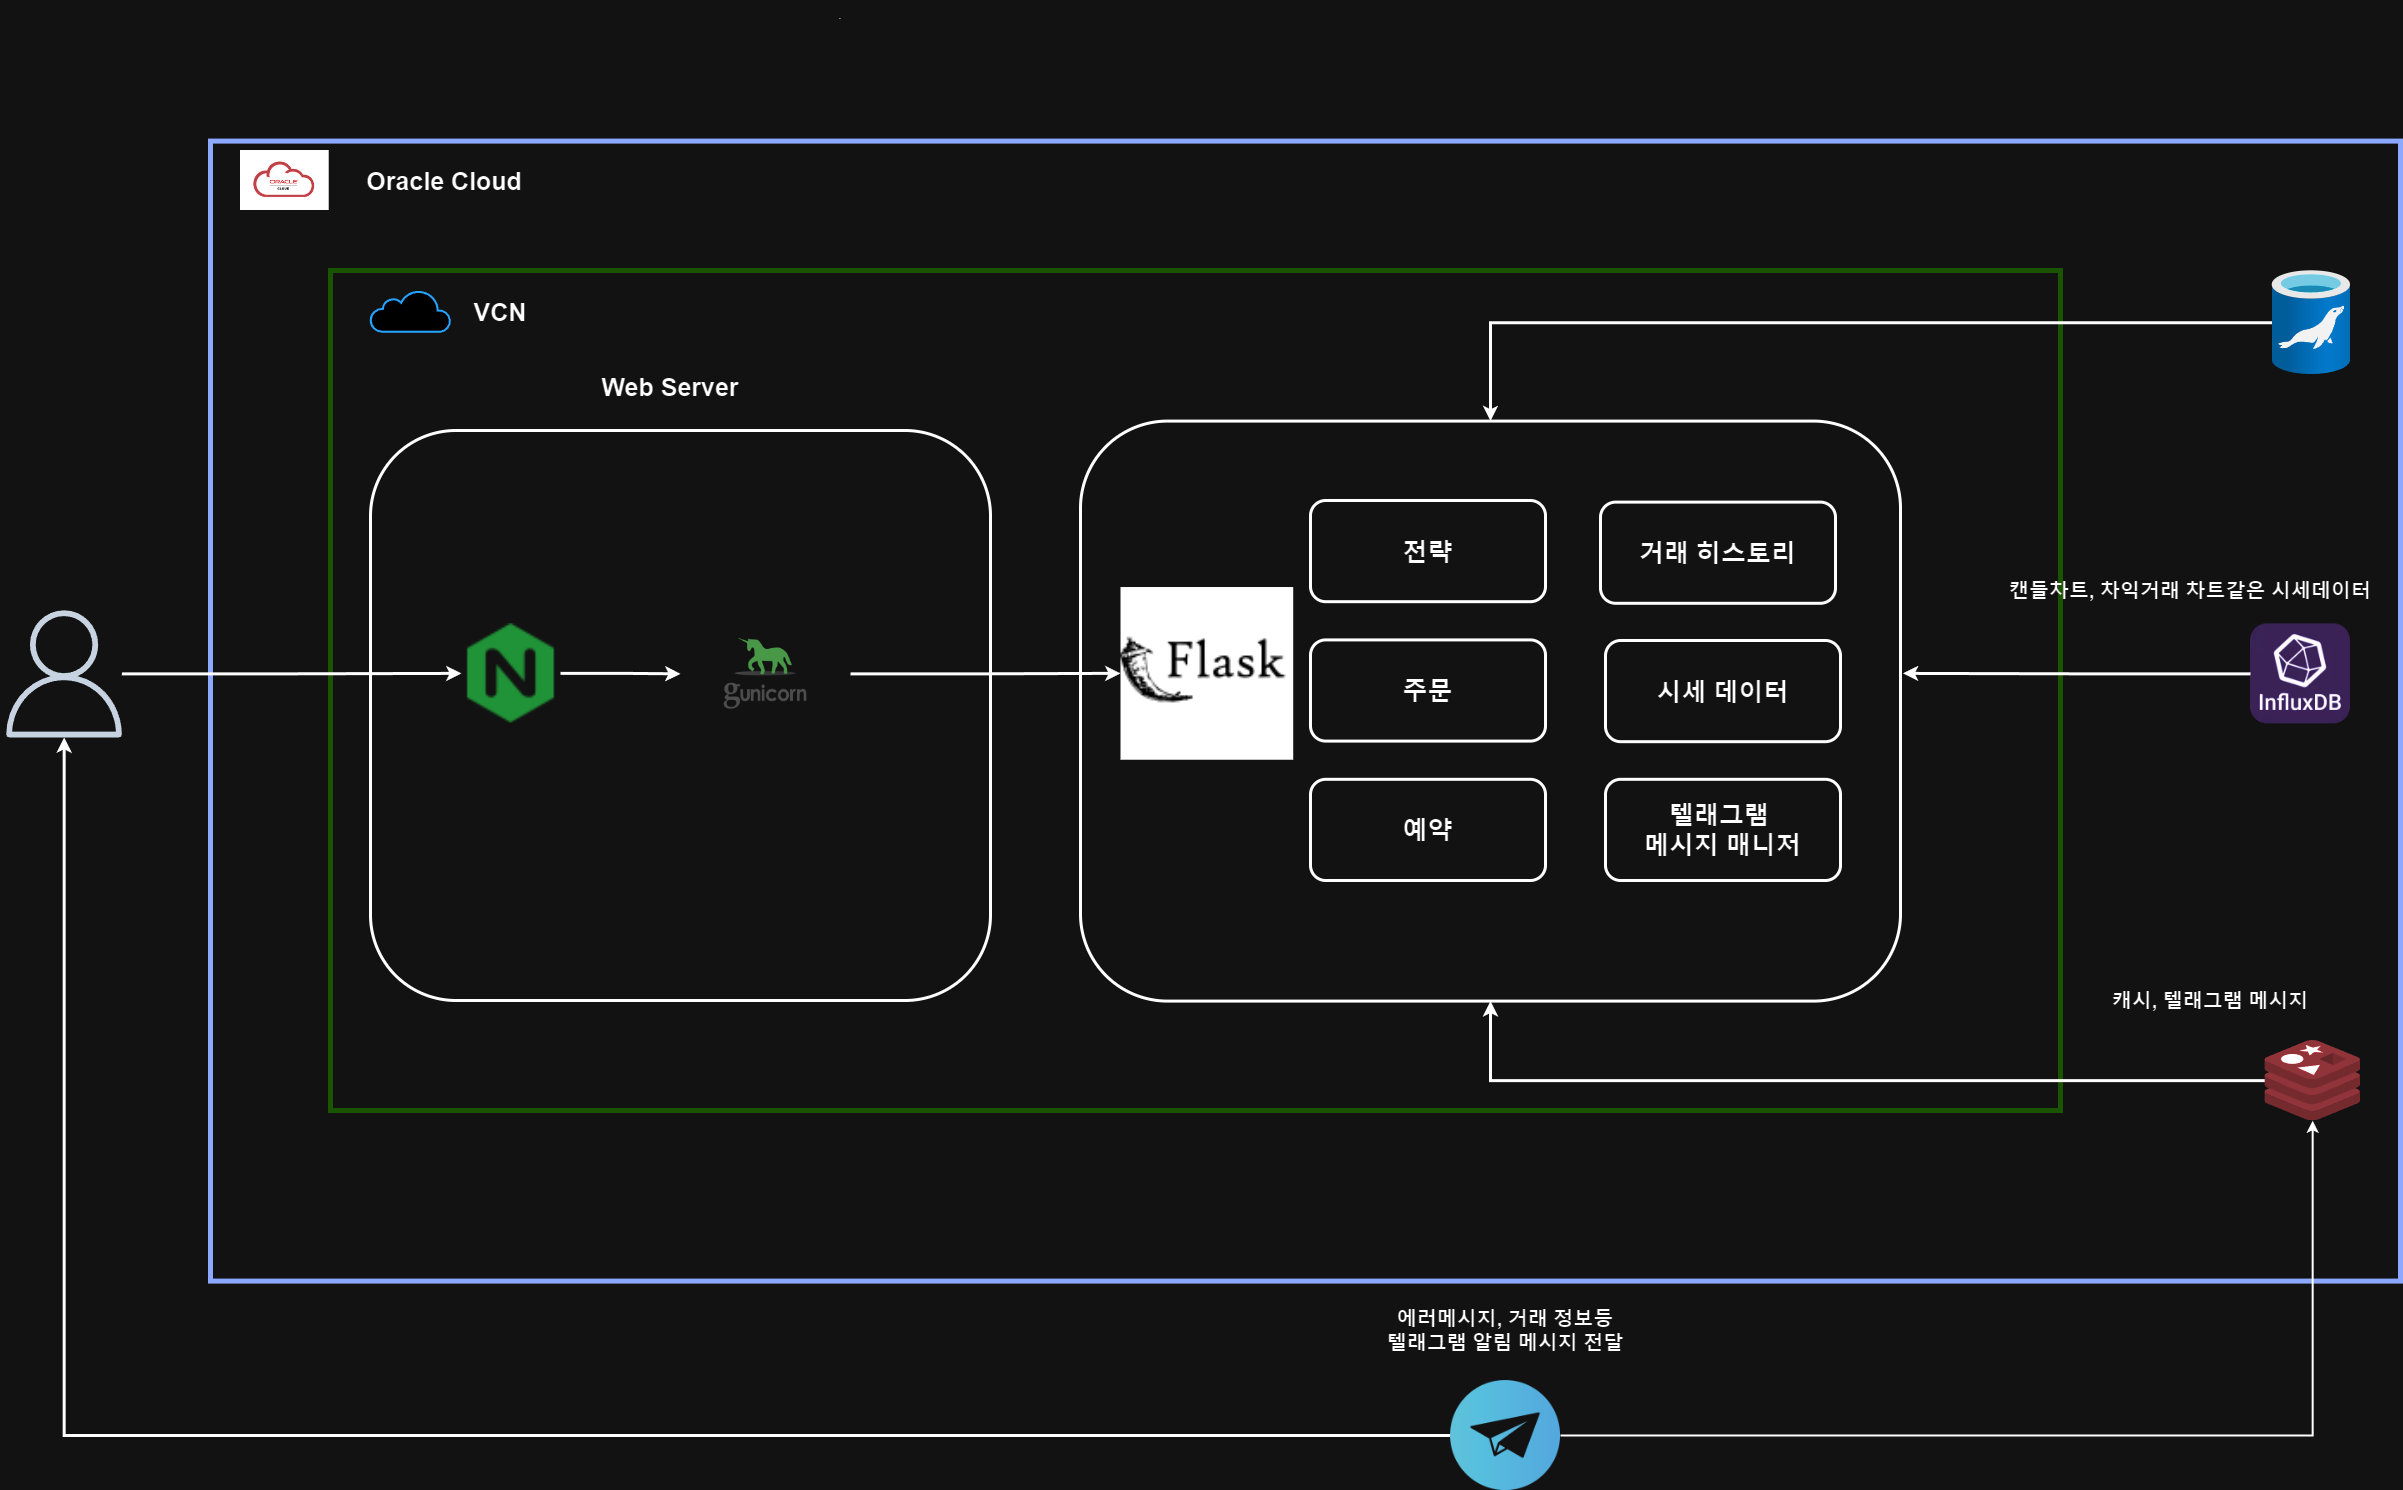 ORACLE
CLOUD
Oracle Cloud
VCN
Web Server
전략
거래 히스토리
캔들차트, 차익거래 차트같은 시세데이터
Flask
gunicorn
주문
시세 데이터
InfluxDB
예약
텔래그램
메시지 매니저
캐시, 텔래그램 메시지
에러메시지, 거래 정보등
텔래그램 알림 메시지 전달